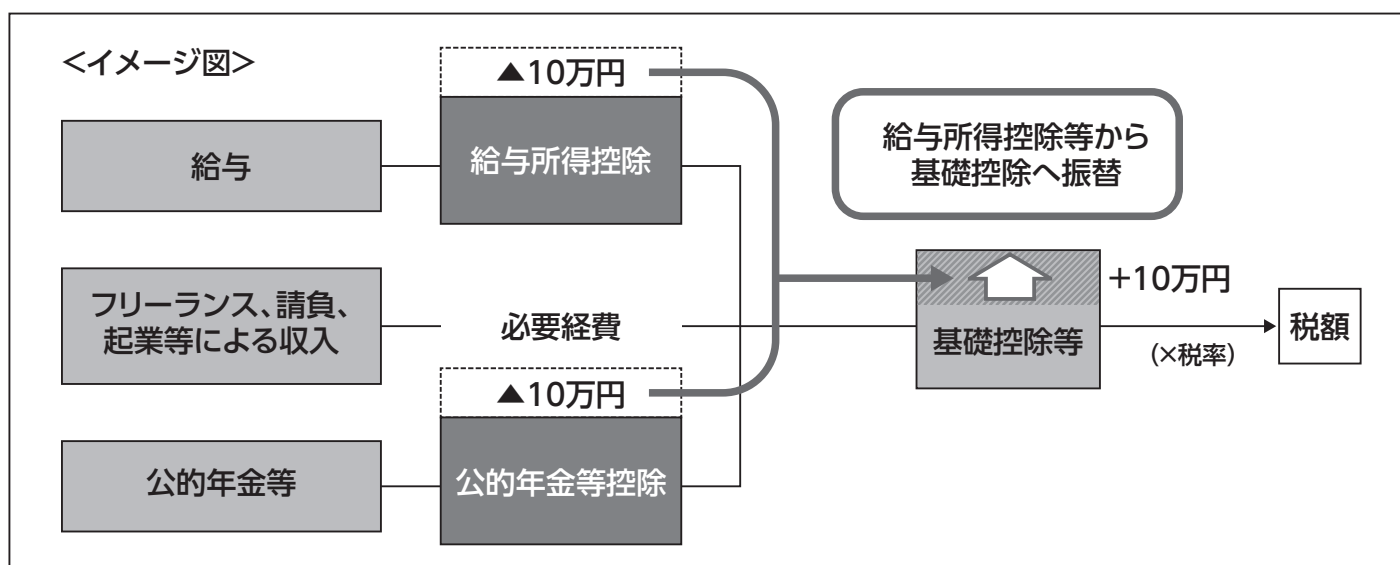 <イメージ図>
▲10万円
給与
給与所得控除
給与所得控除等から
基礎控除へ振替
フリーランス、請負、
起業等による収入
必要経費
+10万円
基礎控除等
(×税率)
税額
▲10万円
公的年金等
公的年金等控除